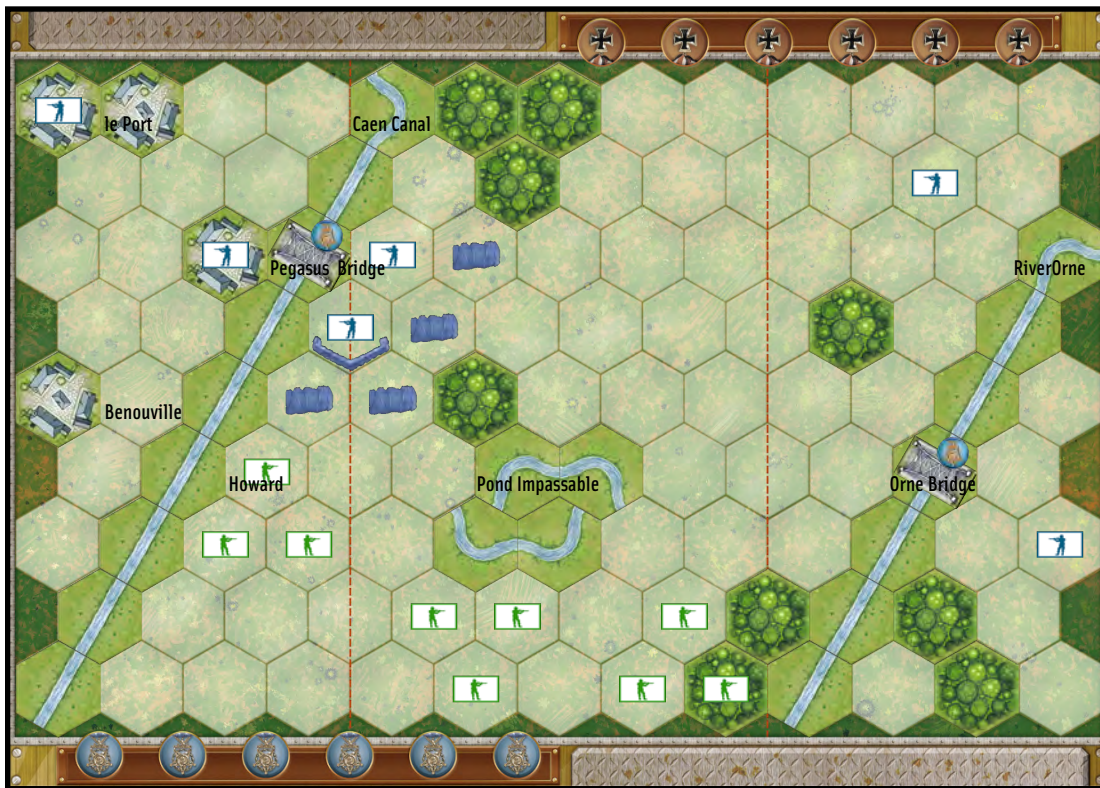 le Port
Caen Canal
Pegasus Bridge
RiverOrne
Benouville
Howard
Pond Impassable
Orne Bridge